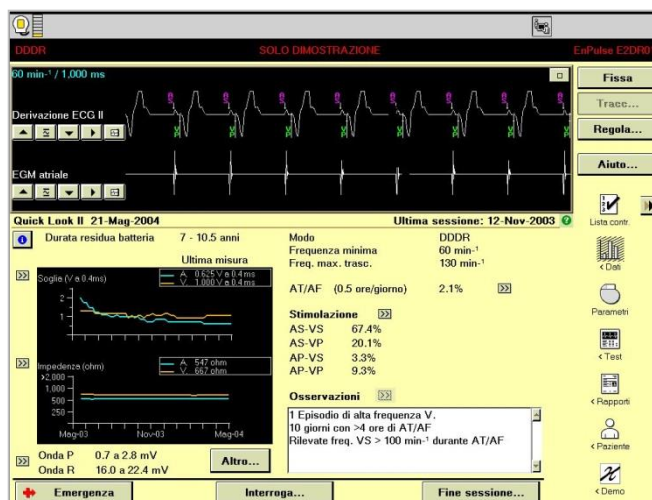 DDDR SOLO DIMOSTRAZIONE EnPulse E2DR0
60 min-¹ / 1,000 ms
Derivazione ECG II
EGM atriale
Fissa
Tracc...
Regola...
Aiuto...
Lista contr.
< Dati
Parametri
< Test
< Rapporti
< Paziente
< Demo
Quick Look II 21-Mag-2004 Ultima sessione: 12-Nov-2003
Durata residua batteria 7 - 10.5 anni
Ultima misura
Soglie (V a 0.4ms)
A. 0.625 V a 0.4 ms
V. 1.000 V a 0.4 ms
2
1
Impedenza (ohm)
A. 547 ohm
V. 667 ohm
>2,000
1,000
500
250
Mag-03 Nov-03 Mag-04
Onda P 0.7 a 2.8 mV
Onda R 16.0 a 22.4 mV
Altro...
Modo DDDR
Frequenza minima 60 min-¹
Freq. max. trasc. 130 min-¹
AT/AF (0.5 ore/giorno) 2.1%
Stimolazione
AS-VS 67.4%
AS-VP 20.1%
AP-VS 3.3%
AP-VP 9.3%
Osservazioni
1 Episodio di alta frequenza V.
10 giorni con >4 ore di AT/AF
Rilevate freq. VS > 100 min-¹ durante AT/AF
Emergenza Interroga... Fine sessione...